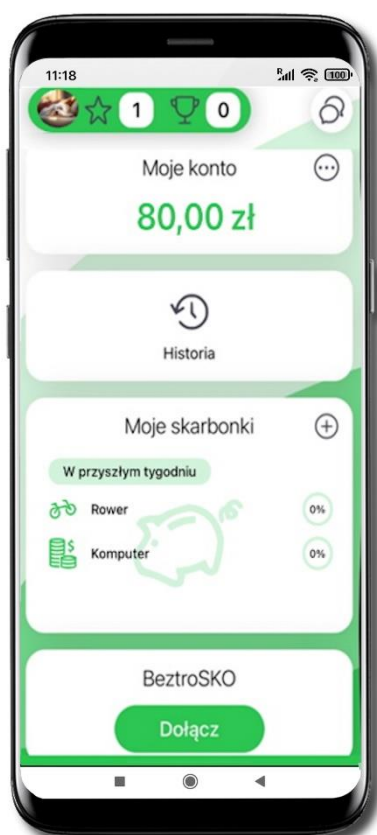 11:18
R
100
1
0
Moje konto
80,00 zł
Historia
Moje skarbonki
W przyszłym tygodniu
Rower
0%
$
Komputer
0%
BeztroSKO
Dołącz